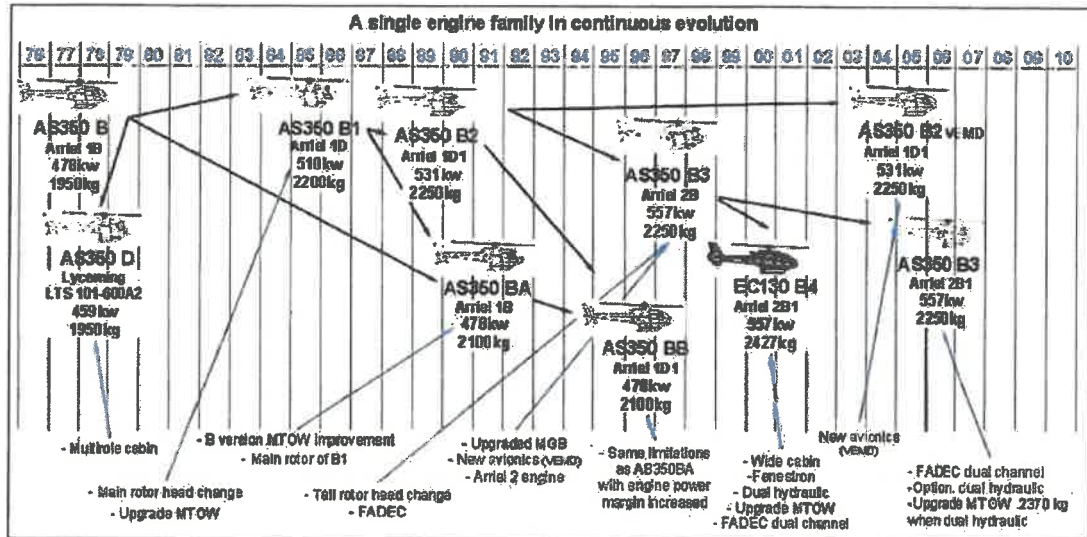 A single engine family in continuous evolution
76 77 78 79 80 81 82 83 84 85 86 87 88 89 90 91 92 93 94 95 96 97 98 99 00 01 02 03 04 05 06 07 08 09 10
AS350 B
Arriel 1B
478kw
1950kg
AS350 B1
Arriel 1D
510kw
2200kg
AS350 B2
Arriel 1D1
531kw
2250kg
AS350 B3
Arriel 2B
557kw
2250kg
AS350 B2 VEMD
Arriel 1D1
531kw
2250kg
AS350 D
Lycoming
LTS 101-600A2
459kw
1950kg
AS350 BA
Arriel 1B
478kw
2100kg
AS350 BB
Arriel 1D1
478kw
2100kg
EC130 B4
Arriel 2B1
557kw
2427kg
AS350 B3
Arriel 2B1
557kw
2250kg
- Multirole cabin
- Main rotor head change
- Upgrade MTOW
- B version MTOW improvement
- Main rotor of B1
- Tail rotor head change
- FADEC
- Upgraded MGB
- New avionics (VEMD)
- Arriel 2 engine
- Same limitations
as AS350BA
with engine power
margin increased
- Wide cabin
- Fenestron
- Dual hydraulic
- Upgrade MTOW
- FADEC dual channel
New avionics
(VEMD)
- FADEC dual channel
- Option. dual hydraulic
- Upgrade MTOW .2370 kg
when dual hydraulic